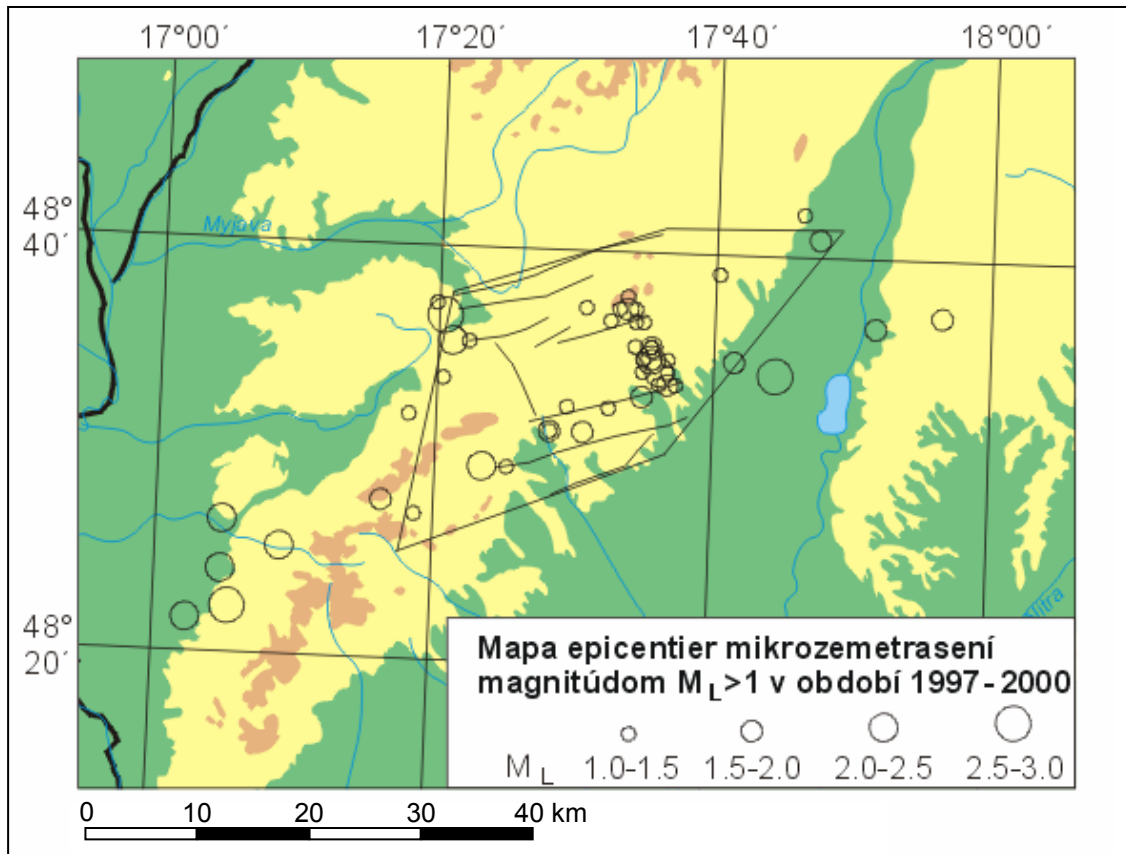 17°00´ 17°20´ 17°40´ 18°00´
48°
40´
Myjava
Nitra
48°
20´
Mapa epicentier mikrozemetrasení
magnitúdom M_L>1 v období 1997-2000
M_L 1.0-1.5 1.5-2.0 2.0-2.5 2.5-3.0
0 10 20 30 40 km